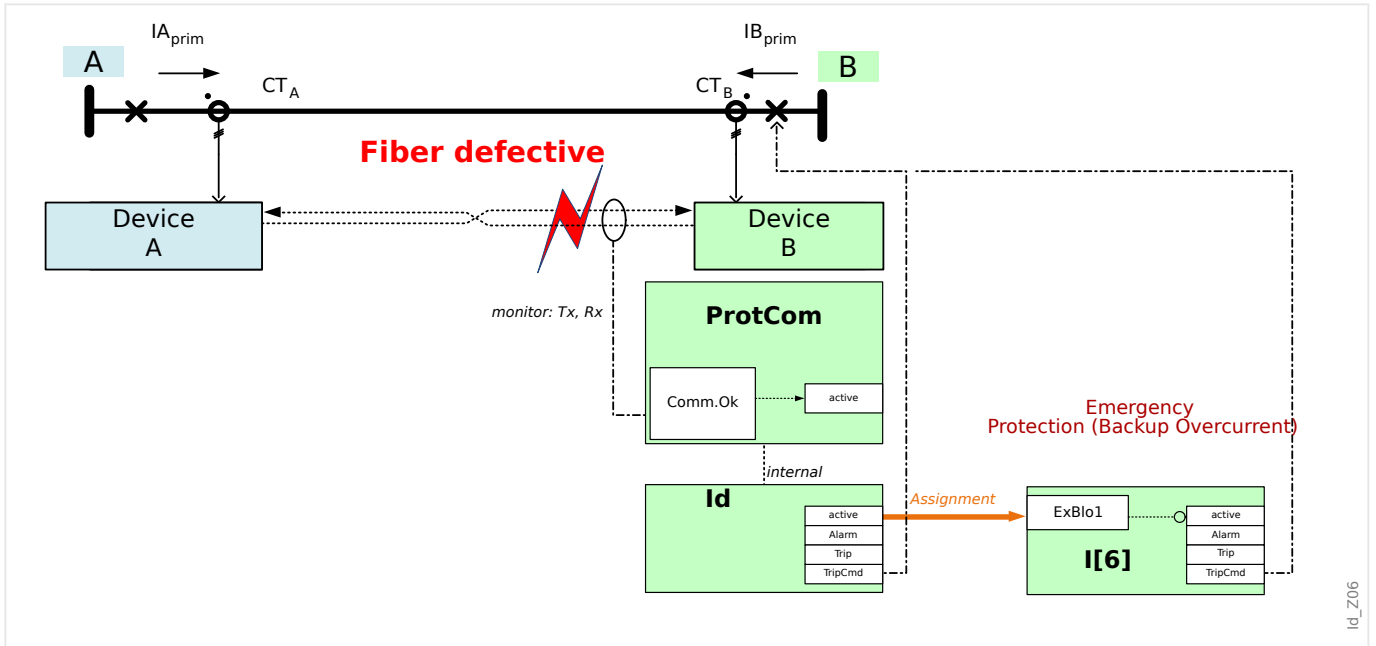 IAprim
IBprim
A
B
CTA
CTB
Fiber defective
Device
A
Device
B
monitor: Tx, Rx
ProtCom
Comm.Ok
active
Emergency
Protection (Backup Overcurrent)
internal
Id
active
Alarm
Trip
TripCmd
Assignment
ExBlo1
active
Alarm
Trip
TripCmd
I[6]
Id_Z06